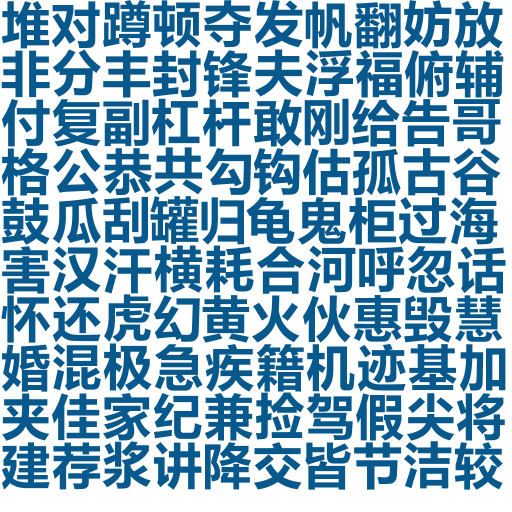 堆对蹲顿夺发帆翻妨放
非分丰封锋夫浮福俯辅
付复副杠杆敢刚给告哥
格公恭共勾钩估孤古谷
鼓瓜刮罐归龟鬼柜过海
害汉汗横耗合河呼忽话
怀还虎幻黄火伙惠毁慧
婚混极急疾籍机迹基加
夹佳家纪兼捡驾假尖将
建荐浆讲降交皆节洁较